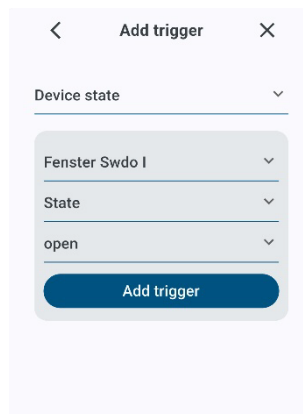 Add trigger
Device state
Fenster Swdo I
State
open
Add trigger